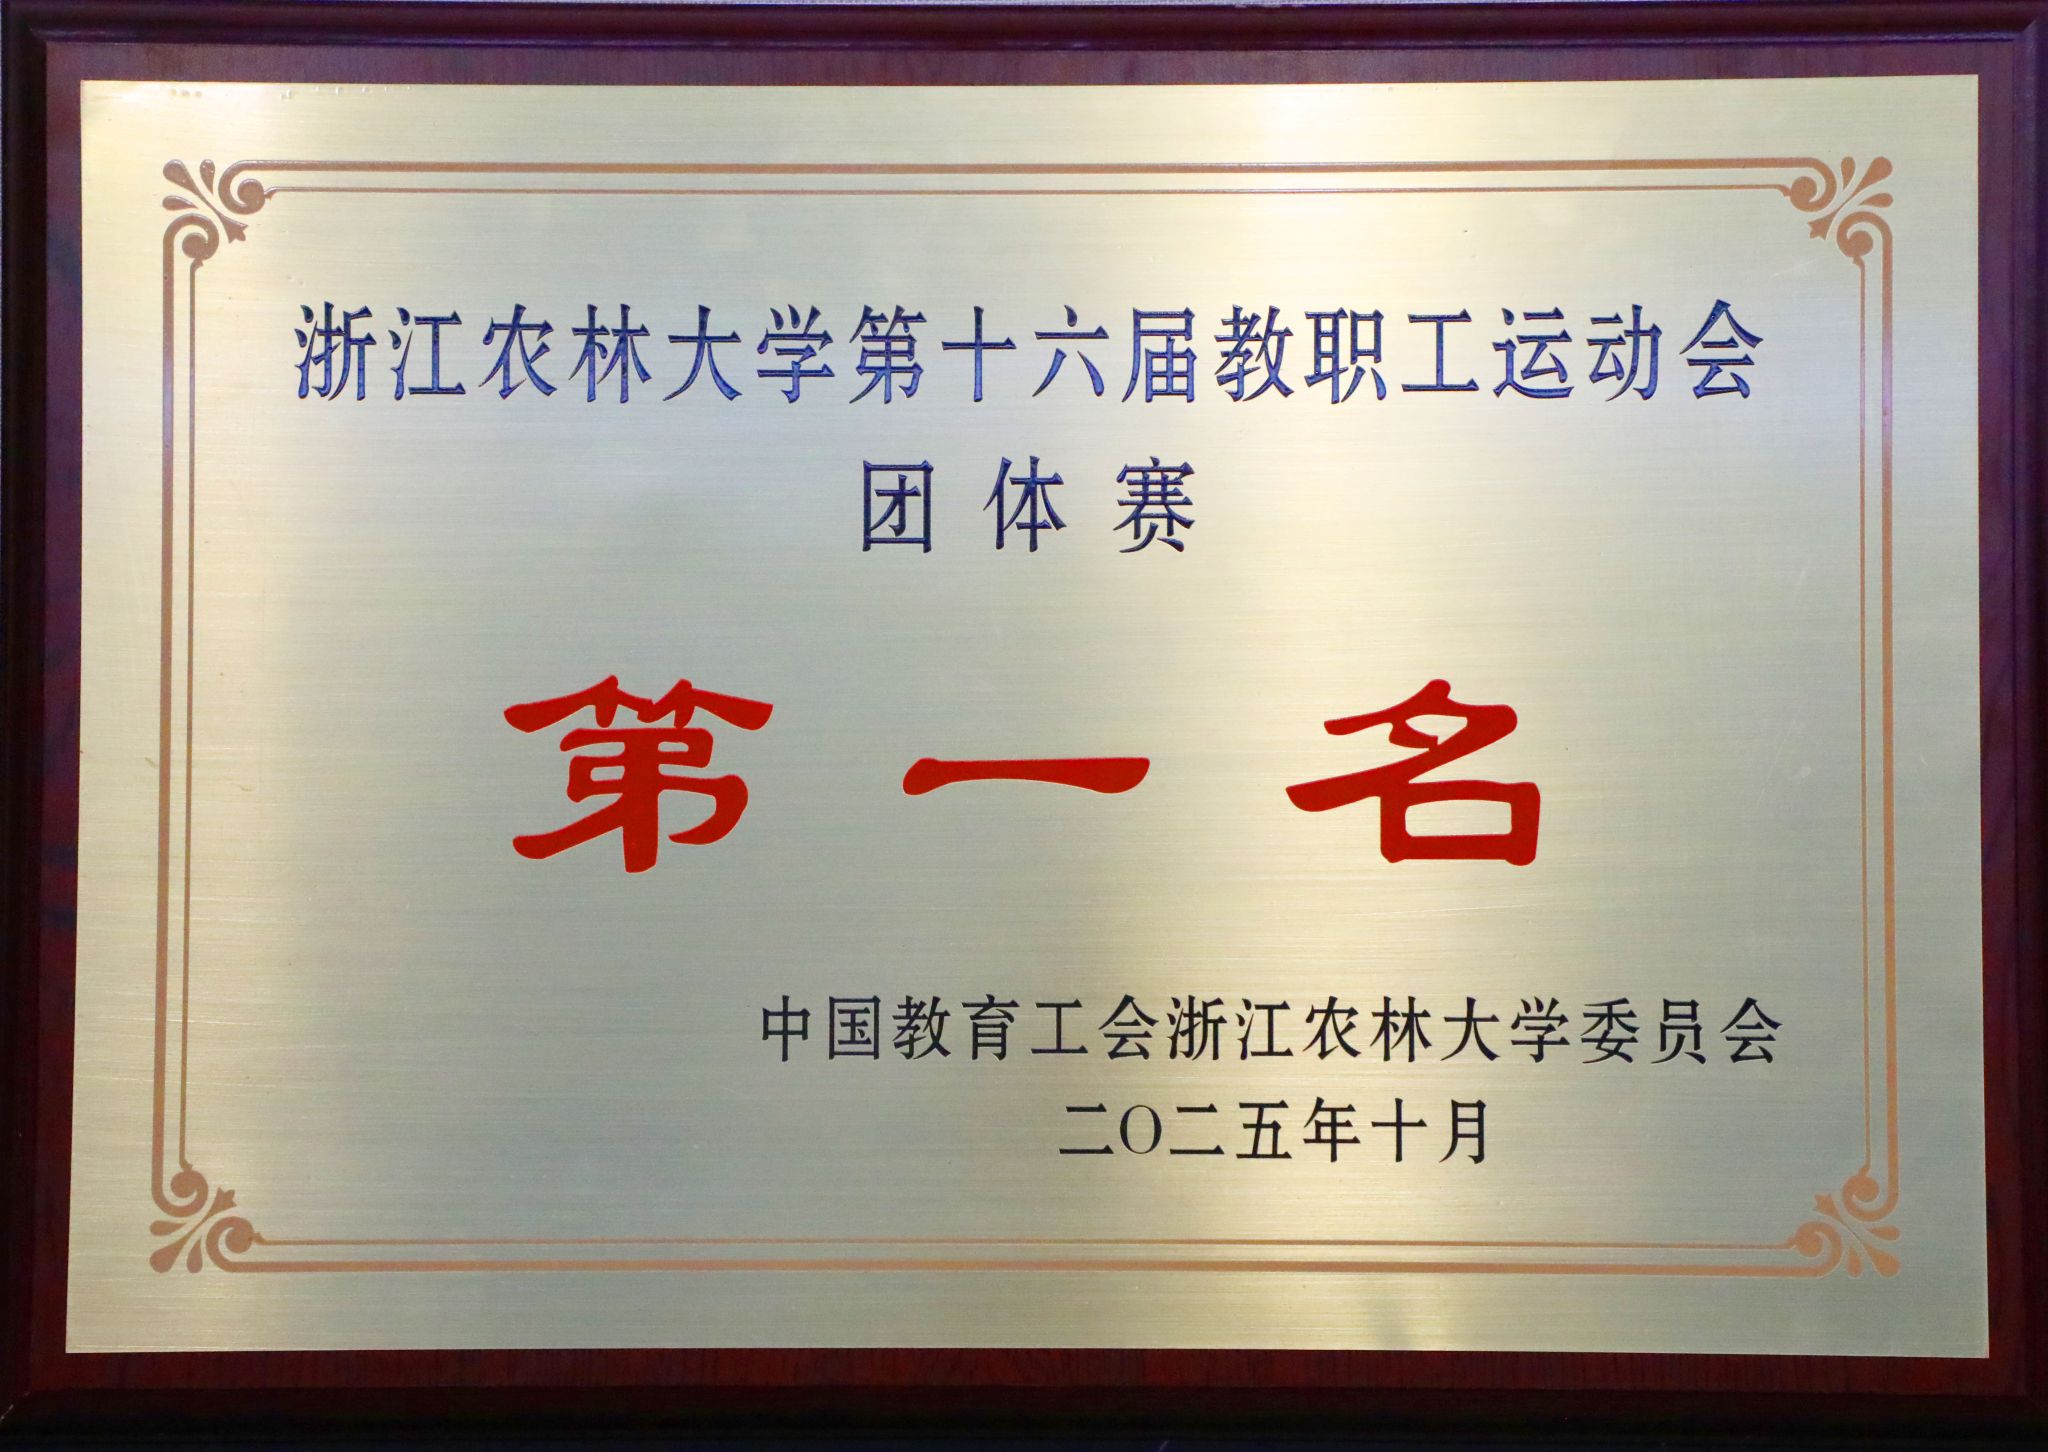 浙江农林大学第十六届教职工运动会
团体赛
第一名
中国教育工会浙江农林大学委员会
二〇二五年十月